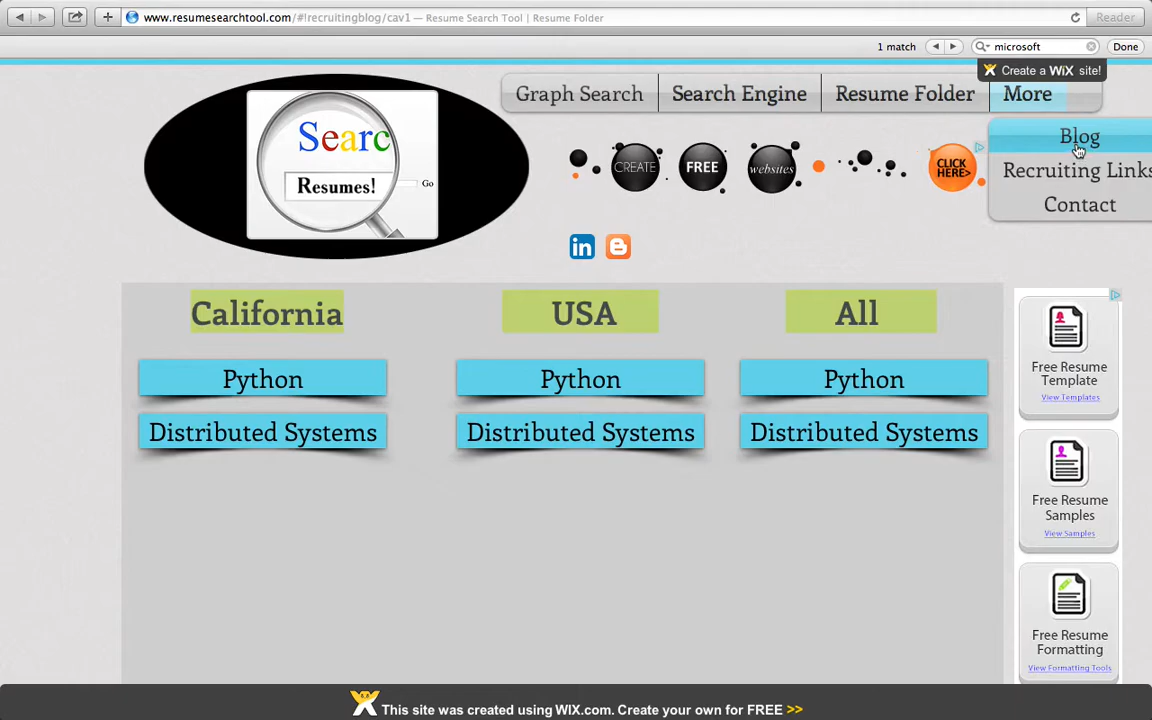 www.resumesearchtool.com/#!recruitingblog/cav1 — Resume Search Tool | Resume Folder
Reader
1 match
microsoft
Done
Create a WiX site!
Graph Search
Search Engine
Resume Folder
More
Blog
Recruiting Links
Contact
Searc
Resumes!
Go
CREATE
FREE
websites
CLICK
HERE>
in
California
USA
All
Python
Python
Python
Distributed Systems
Distributed Systems
Distributed Systems
Free Resume
Template
View Templates
Free Resume
Samples
View Samples
Free Resume
Formatting
View Formatting Tools
This site was created using WIX.com. Create your own for FREE >>